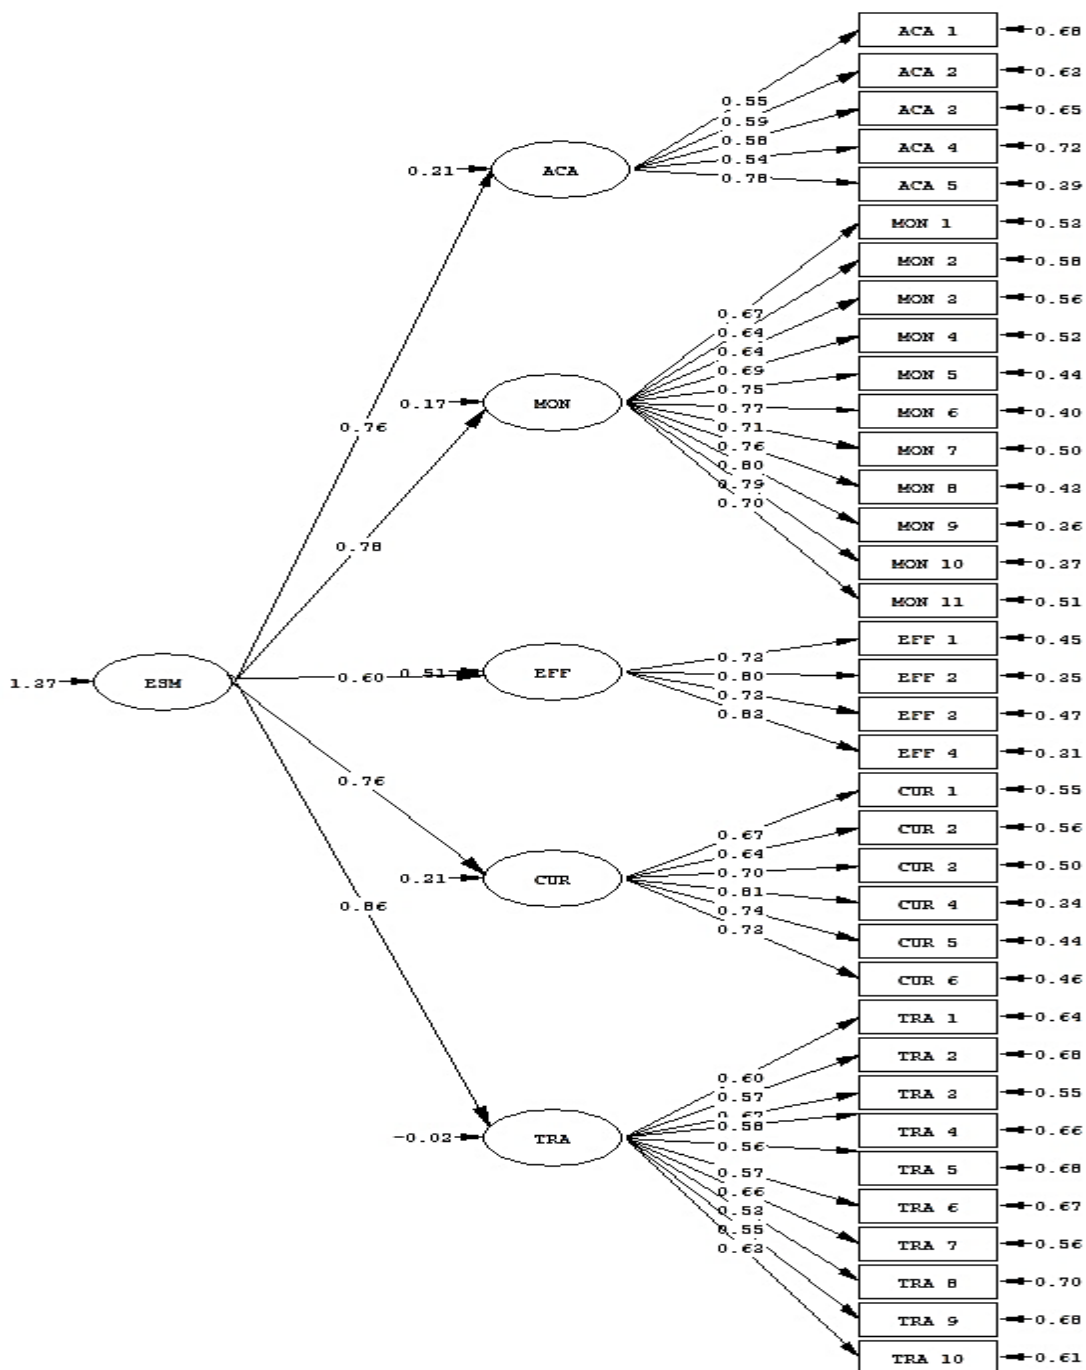 ACA 1
0.68
ACA 2
0.63
ACA 3
0.65
ACA 4
0.72
ACA 5
0.39
0.55
0.59
0.58
0.54
0.78
0.21
ACA
MON 1
0.53
MON 2
0.58
MON 3
0.56
MON 4
0.52
MON 5
0.44
MON 6
0.40
MON 7
0.50
MON 8
0.43
MON 9
0.36
MON 10
0.37
MON 11
0.51
0.67
0.64
0.64
0.69
0.75
0.77
0.71
0.76
0.80
0.79
0.70
0.17
MON
0.76
0.78
1.37
ESM
0.60
0.51
EFF
EFF 1
0.45
EFF 2
0.35
EFF 3
0.47
EFF 4
0.31
0.73
0.80
0.73
0.83
0.76
0.86
0.21
CUR
CUR 1
0.55
CUR 2
0.56
CUR 3
0.50
CUR 4
0.34
CUR 5
0.44
CUR 6
0.46
0.67
0.64
0.70
0.81
0.74
0.73
-0.02
TRA
TRA 1
0.64
TRA 2
0.68
TRA 3
0.55
TRA 4
0.66
TRA 5
0.68
TRA 6
0.67
TRA 7
0.56
TRA 8
0.70
TRA 9
0.68
TRA 10
0.61
0.60
0.57
0.67
0.58
0.56
0.57
0.66
0.53
0.55
0.63